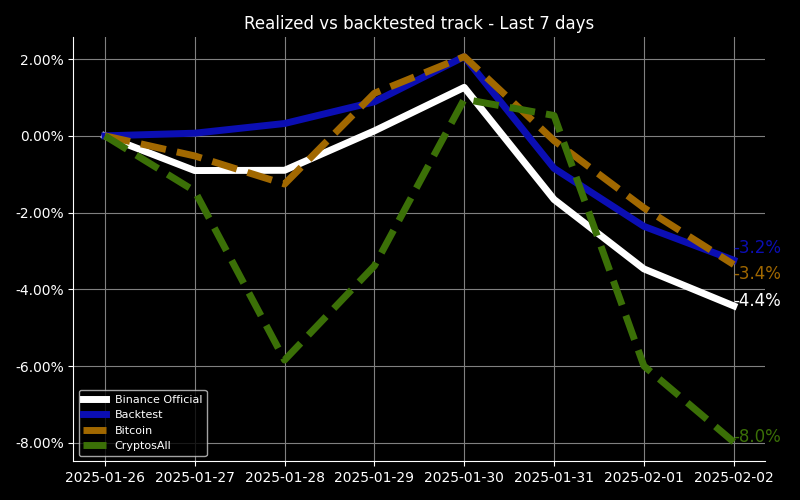 Realized vs backtested track - Last 7 days
2.00%
0.00%
-2.00%
-4.00%
-6.00%
-8.00%
-3.2%
-3.4%
-4.4%
-8.0%
Binance Official
Backtest
Bitcoin
CryptosAll
2025-01-26 2025-01-27 2025-01-28 2025-01-29 2025-01-30 2025-01-31 2025-02-01 2025-02-02